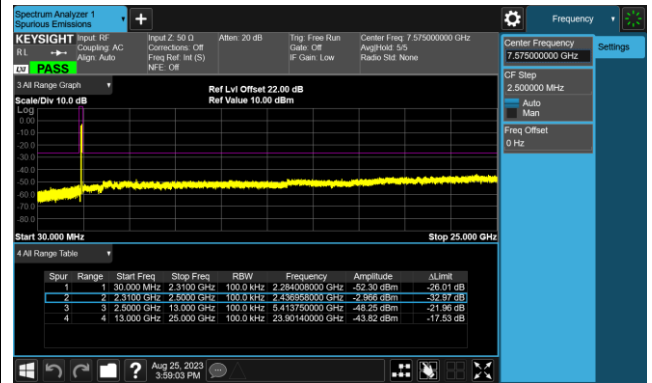 Spectrum Analyzer 1
Spurious Emissions
Frequency
KEYSIGHT Input: RF Input Z: 50 Ω Atten: 20 dB Trig: Free Run Center Freq: 7.575000000 GHz
RL Coupling: AC Corrections: Off Gate: Off Avg|Hold: 5/5
Align: Auto Freq Ref: Int (S) IF Gain: Low Radio Std: None
LXI PASS NFE: Off
Center Frequency
7.575000000 GHz
Settings
CF Step
2.500000 MHz
Auto
Man
Freq Offset
0 Hz
3 All Range Graph
Ref Lvl Offset 22.00 dB
Scale/Div 10.0 dB Ref Value 10.00 dBm
Log
0.00
-10.0
-20.0
-30.0
-40.0
-50.0
-60.0
-70.0
-80.0
Start 30.000 MHz Stop 25.000 GHz
4 All Range Table
Spur Range Start Freq Stop Freq RBW Frequency Amplitude ΔLimit
1 1 30.000 MHz 2.3100 GHz 100.0 kHz 2.284008000 GHz -52.30 dBm -26.01 dB
2 2 2.3100 GHz 2.5000 GHz 100.0 kHz 2.436958000 GHz -2.966 dBm -32.97 dB
3 3 2.5000 GHz 13.000 GHz 100.0 kHz 5.413750000 GHz -48.25 dBm -21.96 dB
4 4 13.000 GHz 25.000 GHz 100.0 kHz 23.90140000 GHz -43.82 dBm -17.53 dB
? Aug 25, 2023
3:59:03 PM